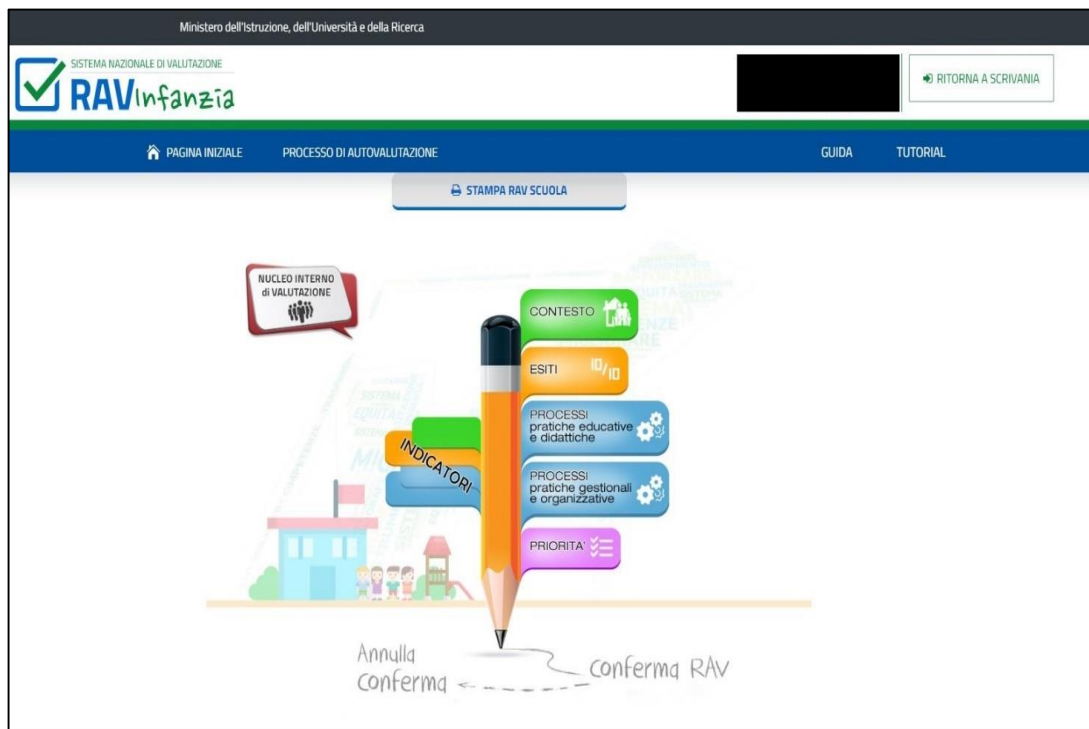 Ministero dell'Istruzione, dell'Università e della Ricerca
SISTEMA NAZIONALE DI VALUTAZIONE
RAVInfanzia
RITORNA A SCRIVANIA
PAGINA INIZIALE
PROCESSO DI AUTOVALUTAZIONE
GUIDA
TUTORIAL
STAMPA RAV SCUOLA
NUCLEO INTERNO
di VALUTAZIONE
CONTESTO
ESITI
10/10
PROCESSI
pratiche educative
e didattiche
PROCESSI
pratiche gestionali
e organizzative
PRIORITA'
INDICATORI
SISTEMA
EQUITA
Annulla
conferma
Conferma RAV